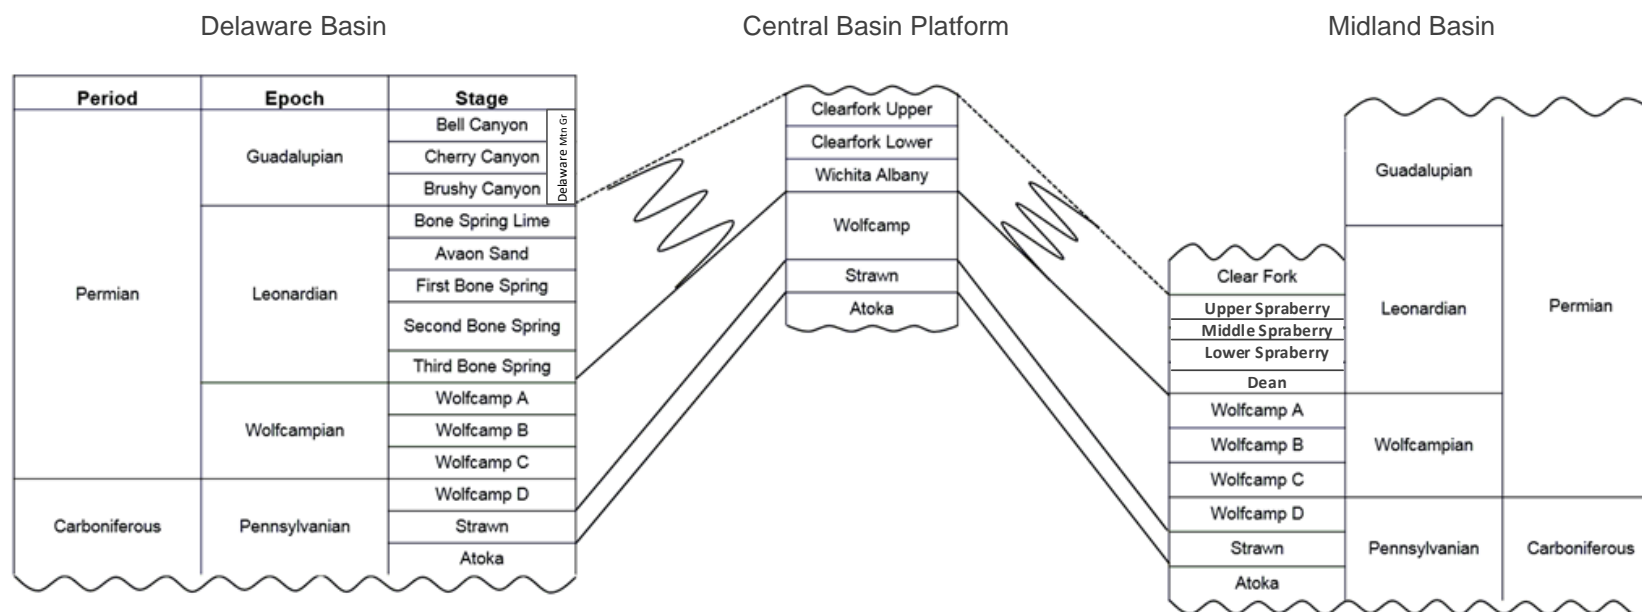 Delaware Basin
Central Basin Platform
Midland Basin
Period
Epoch
Stage
Permian
Carboniferous
Guadalupian
Leonardian
Wolfcampian
Pennsylvanian
Bell Canyon
Cherry Canyon
Brushy Canyon
Delaware Mtn Gr
Bone Spring Lime
Avaon Sand
First Bone Spring
Second Bone Spring
Third Bone Spring
Wolfcamp A
Wolfcamp B
Wolfcamp C
Wolfcamp D
Strawn
Atoka
Clearfork Upper
Clearfork Lower
Wichita Albany
Wolfcamp
Strawn
Atoka
Clear Fork
Upper Spraberry
Middle Spraberry
Lower Spraberry
Dean
Wolfcamp A
Wolfcamp B
Wolfcamp C
Wolfcamp D
Strawn
Atoka
Guadalupian
Leonardian
Wolfcampian
Pennsylvanian
Permian
Carboniferous